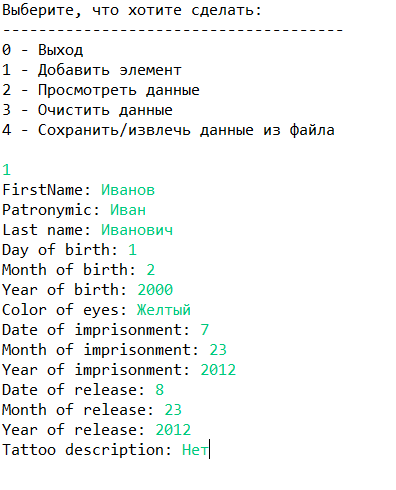 Выберите, что хотите сделать:
--------------------------------------
0 - Выход
1 - Добавить элемент
2 - Просмотреть данные
3 - Очистить данные
4 - Сохранить/извлечь данные из файла
1
FirstName: Иванов
Patronymic: Иван
Last name: Иванович
Day of birth: 1
Month of birth: 2
Year of birth: 2000
Color of eyes: Желтый
Date of imprisonment: 7
Month of imprisonment: 23
Year of imprisonment: 2012
Date of release: 8
Month of release: 23
Year of release: 2012
Tattoo description: Нет